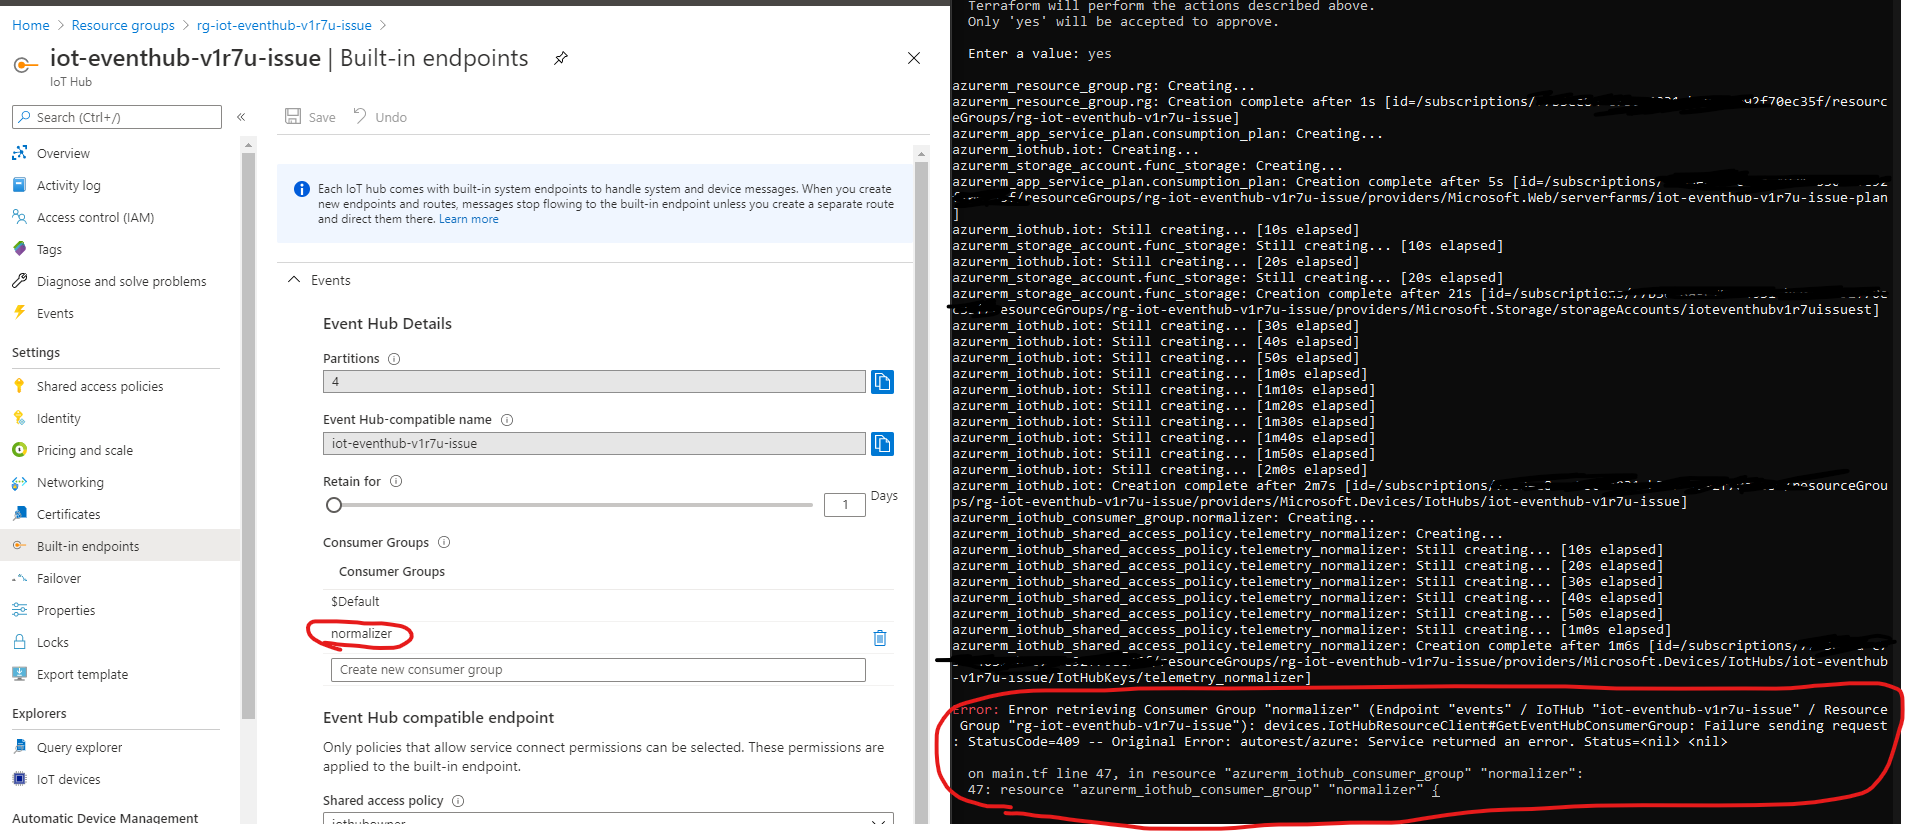 Home > Resource groups > rg-iot-eventhub-v1r7u-issue >
iot-eventhub-v1r7u-issue | Built-in endpoints
IoT Hub
Search (Ctrl+/)
«
Overview
Activity log
Access control (IAM)
Tags
Diagnose and solve problems
Events
Settings
Shared access policies
Identity
Pricing and scale
Networking
Certificates
Built-in endpoints
Failover
Properties
Locks
Export template
Explorers
Query explorer
IoT devices
Automatic Device Management
Save Undo
Each IoT hub comes with built-in system endpoints to handle system and device messages. When you create
new endpoints and routes, messages stop flowing to the built-in endpoint unless you create a separate route
and direct them there. Learn more
Events
Event Hub Details
Partitions
4
Event Hub-compatible name
iot-eventhub-v1r7u-issue
Retain for
1 Days
Consumer Groups
Consumer Groups
$Default
normalizer
Create new consumer group
Event Hub compatible endpoint
Only policies that allow service connect permissions can be selected. These permissions are
applied to the built-in endpoint.
Shared access policy
iothubowner
Terraform will perform the actions described above.
Only 'yes' will be accepted to approve.
Enter a value: yes
azurerm_resource_group.rg: Creating...
azurerm_resource_group.rg: Creation complete after 1s [id=/subscriptions/ 92f70ec35f/resourc
eGroups/rg-iot-eventhub-v1r7u-issue]
azurerm_app_service_plan.consumption_plan: Creating...
azurerm_iothub.iot: Creating...
azurerm_storage_account.func_storage: Creating...
azurerm_app_service_plan.consumption_plan: Creation complete after 5s [id=/subscriptions/
f/resourceGroups/rg-iot-eventhub-v1r7u-issue/providers/Microsoft.Web/serverfarms/iot-eventhub-v1r7u-issue-plan
]
azurerm_iothub.iot: Still creating... [10s elapsed]
azurerm_storage_account.func_storage: Still creating... [10s elapsed]
azurerm_iothub.iot: Still creating... [20s elapsed]
azurerm_storage_account.func_storage: Still creating... [20s elapsed]
azurerm_storage_account.func_storage: Creation complete after 21s [id=/subscriptions/
esourceGroups/rg-iot-eventhub-v1r7u-issue/providers/Microsoft.Storage/storageAccounts/ioteventhubv1r7uissuest]
azurerm_iothub.iot: Still creating... [30s elapsed]
azurerm_iothub.iot: Still creating... [40s elapsed]
azurerm_iothub.iot: Still creating... [50s elapsed]
azurerm_iothub.iot: Still creating... [1m0s elapsed]
azurerm_iothub.iot: Still creating... [1m10s elapsed]
azurerm_iothub.iot: Still creating... [1m20s elapsed]
azurerm_iothub.iot: Still creating... [1m30s elapsed]
azurerm_iothub.iot: Still creating... [1m40s elapsed]
azurerm_iothub.iot: Still creating... [1m50s elapsed]
azurerm_iothub.iot: Still creating... [2m0s elapsed]
azurerm_iothub.iot: Creation complete after 2m7s [id=/subscriptions/ /resourceGrou
ps/rg-iot-eventhub-v1r7u-issue/providers/Microsoft.Devices/IotHubs/iot-eventhub-v1r7u-issue]
azurerm_iothub_consumer_group.normalizer: Creating...
azurerm_iothub_shared_access_policy.telemetry_normalizer: Creating...
azurerm_iothub_shared_access_policy.telemetry_normalizer: Still creating... [10s elapsed]
azurerm_iothub_shared_access_policy.telemetry_normalizer: Still creating... [20s elapsed]
azurerm_iothub_shared_access_policy.telemetry_normalizer: Still creating... [30s elapsed]
azurerm_iothub_shared_access_policy.telemetry_normalizer: Still creating... [40s elapsed]
azurerm_iothub_shared_access_policy.telemetry_normalizer: Still creating... [50s elapsed]
azurerm_iothub_shared_access_policy.telemetry_normalizer: Still creating... [1m0s elapsed]
azurerm_iothub_shared_access_policy.telemetry_normalizer: Creation complete after 1m6s [id=/subscriptions/
/resourceGroups/rg-iot-eventhub-v1r7u-issue/providers/Microsoft.Devices/IotHubs/iot-eventhub
-v1r7u-issue/IotHubKeys/telemetry_normalizer]
Error: Error retrieving Consumer Group "normalizer" (Endpoint "events" / IoTHub "iot-eventhub-v1r7u-issue" / Resource
Group "rg-iot-eventhub-v1r7u-issue"): devices.IotHubResourceClient#GetEventHubConsumerGroup: Failure sending request
: StatusCode=409 -- Original Error: autorest/azure: Service returned an error. Status=<nil> <nil>
on main.tf line 47, in resource "azurerm_iothub_consumer_group" "normalizer":
47: resource "azurerm_iothub_consumer_group" "normalizer" {